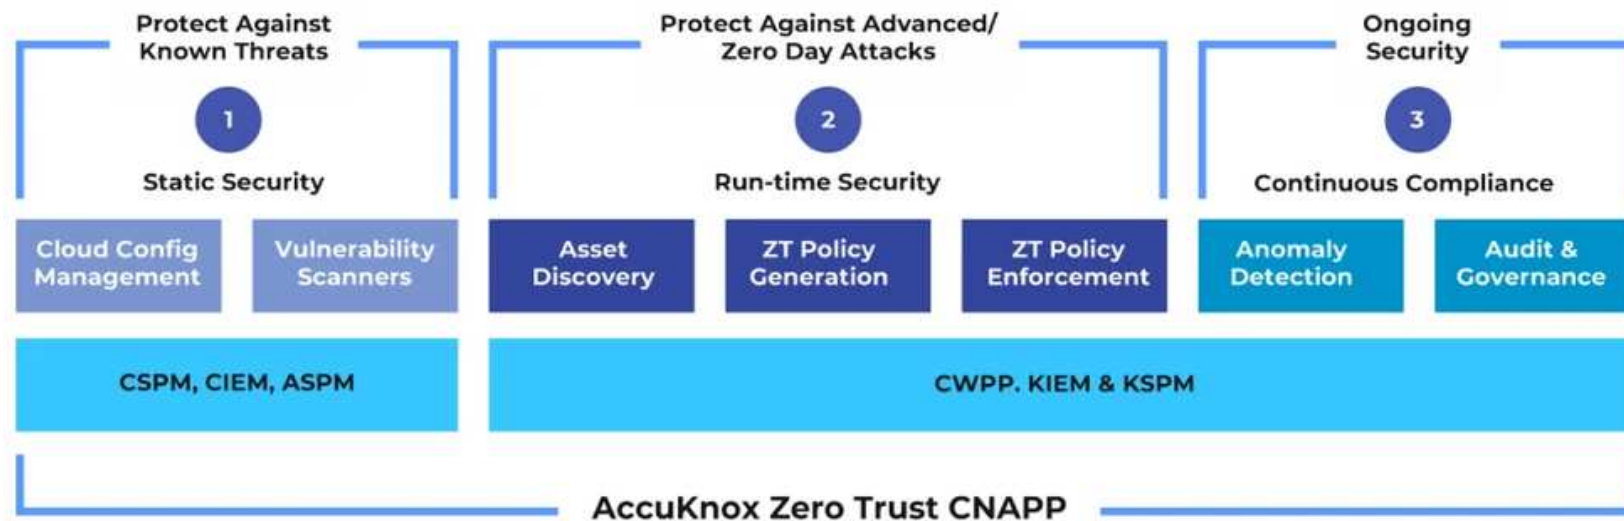 Protect Against
Known Threats
1
Static Security
Protect Against Advanced/
Zero Day Attacks
2
Run-time Security
Ongoing
Security
3
Continuous Compliance
Cloud Config
Management
Vulnerability
Scanners
Asset
Discovery
ZT Policy
Generation
ZT Policy
Enforcement
Anomaly
Detection
Audit &
Governance
CSPM, CIEM, ASPM
CWPP. KIEM & KSPM
AccuKnox Zero Trust CNAPP